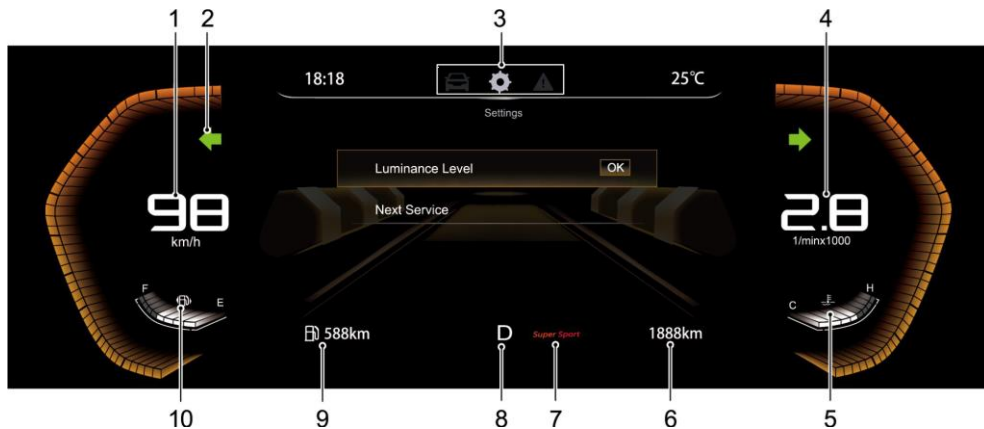 1 2 3 4
18:18 25℃
Settings
Luminance Level OK
98 2.8
km/h 1/minx1000
Next Service
F E C H
588km D Super Sport 1888km
10 9 8 7 6 5